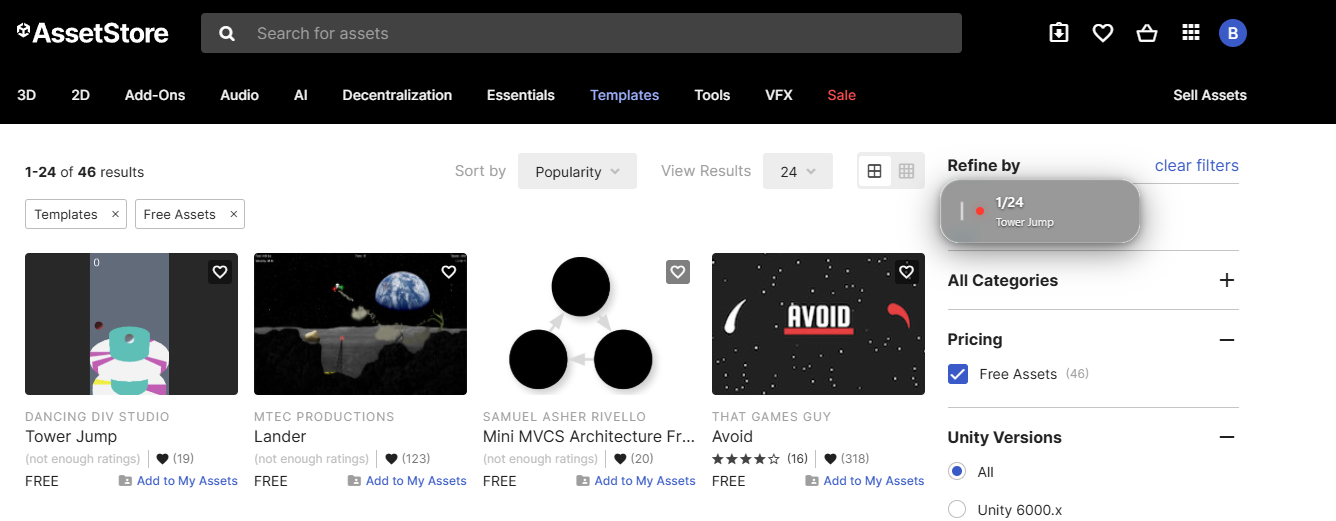 AssetStore
Search for assets
B
3D 2D Add-Ons Audio AI Decentralization Essentials Templates Tools VFX Sale Sell Assets
1-24 of 46 results
Sort by Popularity View Results 24
Templates × Free Assets ×
0
AVOID
DANCING DIV STUDIO
Tower Jump
(not enough ratings) (19)
FREE Add to My Assets
MTEC PRODUCTIONS
Lander
(not enough ratings) (123)
FREE Add to My Assets
SAMUEL ASHER RIVELLO
Mini MVCS Architecture Fr...
(not enough ratings) (20)
FREE Add to My Assets
THAT GAMES GUY
Avoid
(16) (318)
FREE Add to My Assets
Refine by clear filters
1/24
Tower Jump
All Categories
Pricing
Free Assets (46)
Unity Versions
All
Unity 6000.x